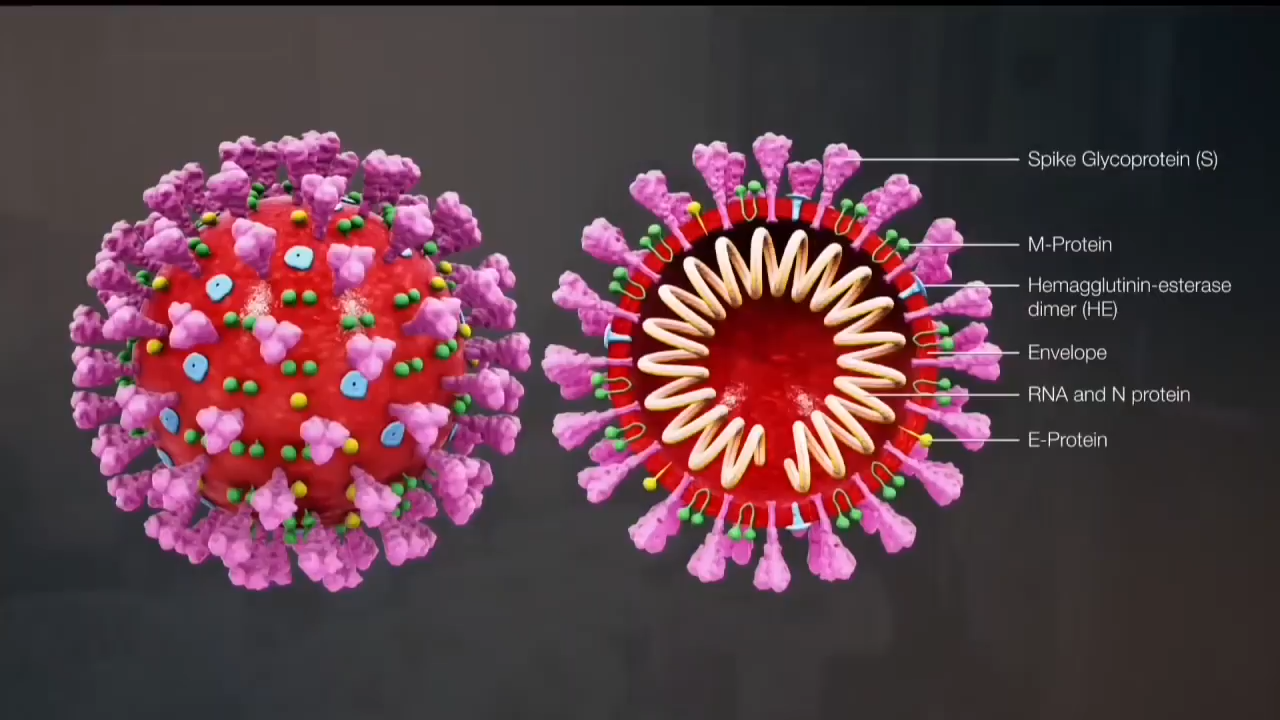 Spike Glycoprotein (S)
M-Protein
Hemagglutinin-esterase
dimer (HE)
Envelope
RNA and N protein
E-Protein